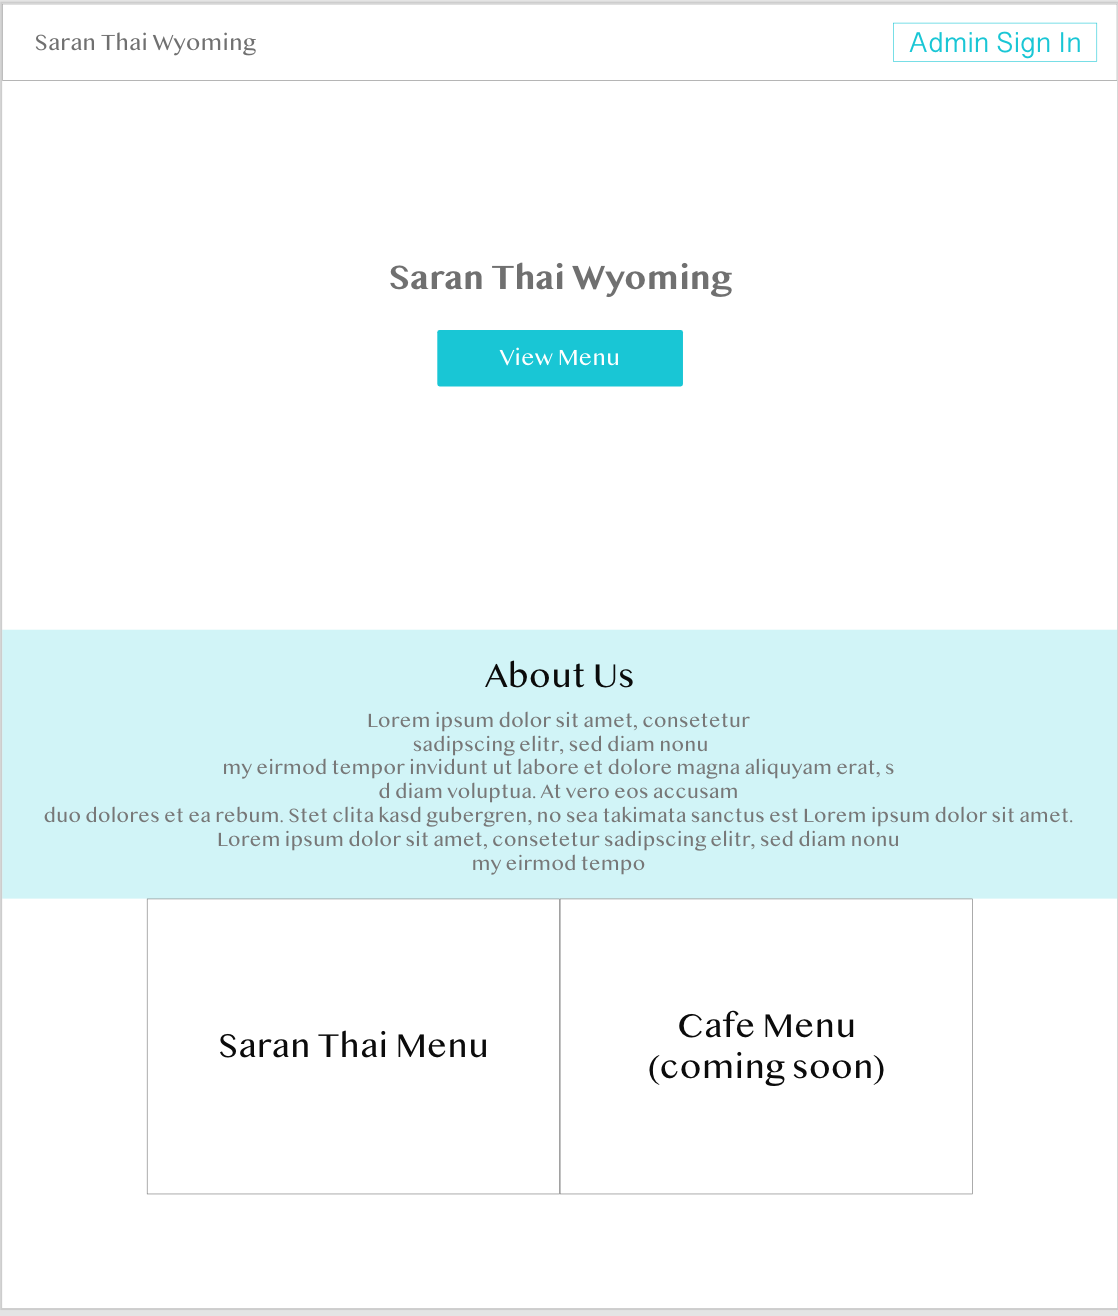 Saran Thai Wyoming
Admin Sign In
Saran Thai Wyoming
View Menu
About Us
Lorem ipsum dolor sit amet, consetetur
sadipscing elitr, sed diam nonu
my eirmod tempor invidunt ut labore et dolore magna aliquyam erat, s
d diam voluptua. At vero eos accusam
duo dolores et ea rebum. Stet clita kasd gubergren, no sea takimata sanctus est Lorem ipsum dolor sit amet.
Lorem ipsum dolor sit amet, consetetur sadipscing elitr, sed diam nonu
my eirmod tempo
Saran Thai Menu
Cafe Menu
(coming soon)